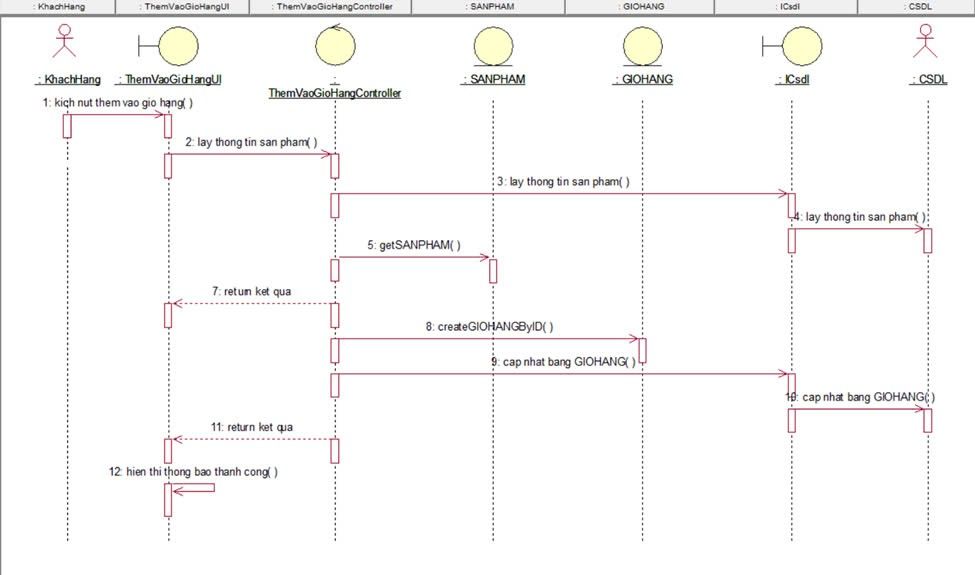 : KhachHang
: ThemVaoGioHangUI
: ThemVaoGioHangController
: SANPHAM
: GIOHANG
: ICsdl
: CSDL
: KhachHang
: ThemVaoGioHangUI
:
ThemVaoGioHangController
: SANPHAM
: GIOHANG
: ICsdl
: CSDL
1: kich nut them vao gio hang( )
2: lay thong tin san pham( )
3: lay thong tin san pham( )
4: lay thong tin san pham( )
5: getSANPHAM( )
7: return ket qua
8: createGIOHANGByID( )
9: cap nhat bang GIOHANG( )
10: cap nhat bang GIOHANG( )
11: return ket qua
12: hien thi thong bao thanh cong( )